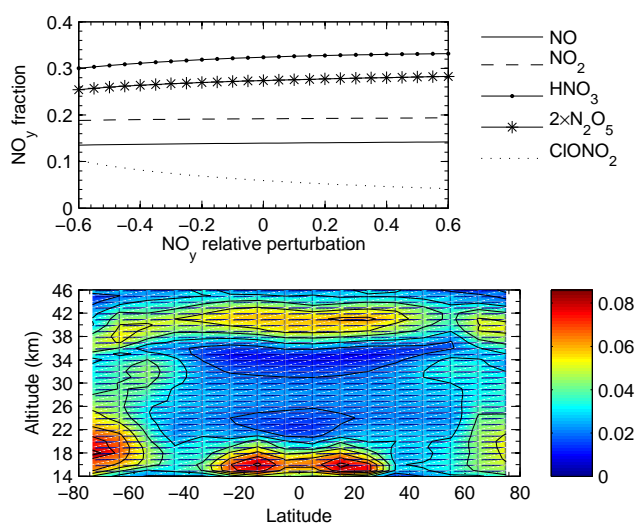 0.4
0.3
0.2
0.1
0
NOy fraction
−0.6 −0.4 −0.2 0 0.2 0.4 0.6
NOy relative perturbation
NO
NO2
HNO3
2×N2O5
ClONO2
46
42
38
34
30
26
22
18
14
Altitude (km)
−80 −60 −40 −20 0 20 40 60 80
Latitude
0.08
0.06
0.04
0.02
0